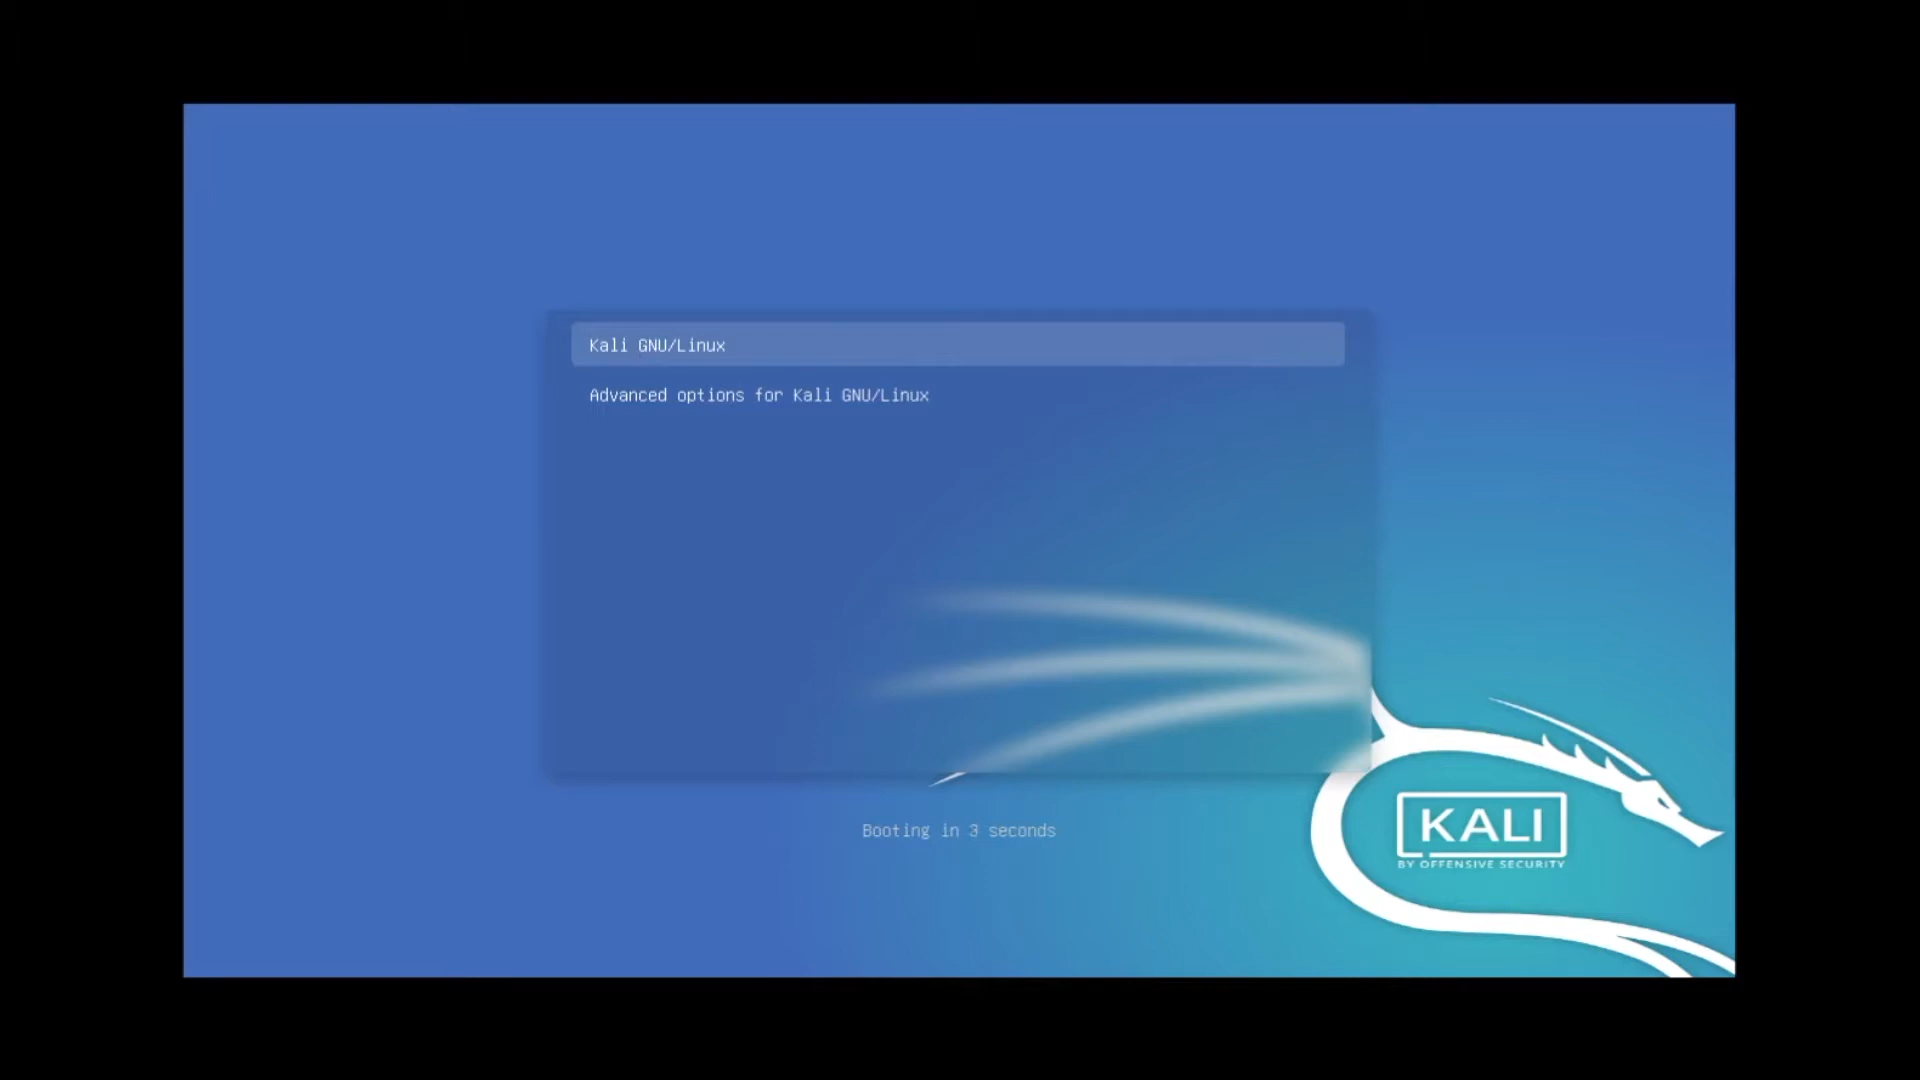 Kali GNU/Linux
Advanced options for Kali GNU/Linux
Booting in 3 seconds
KALI
BY OFFENSIVE SECURITY